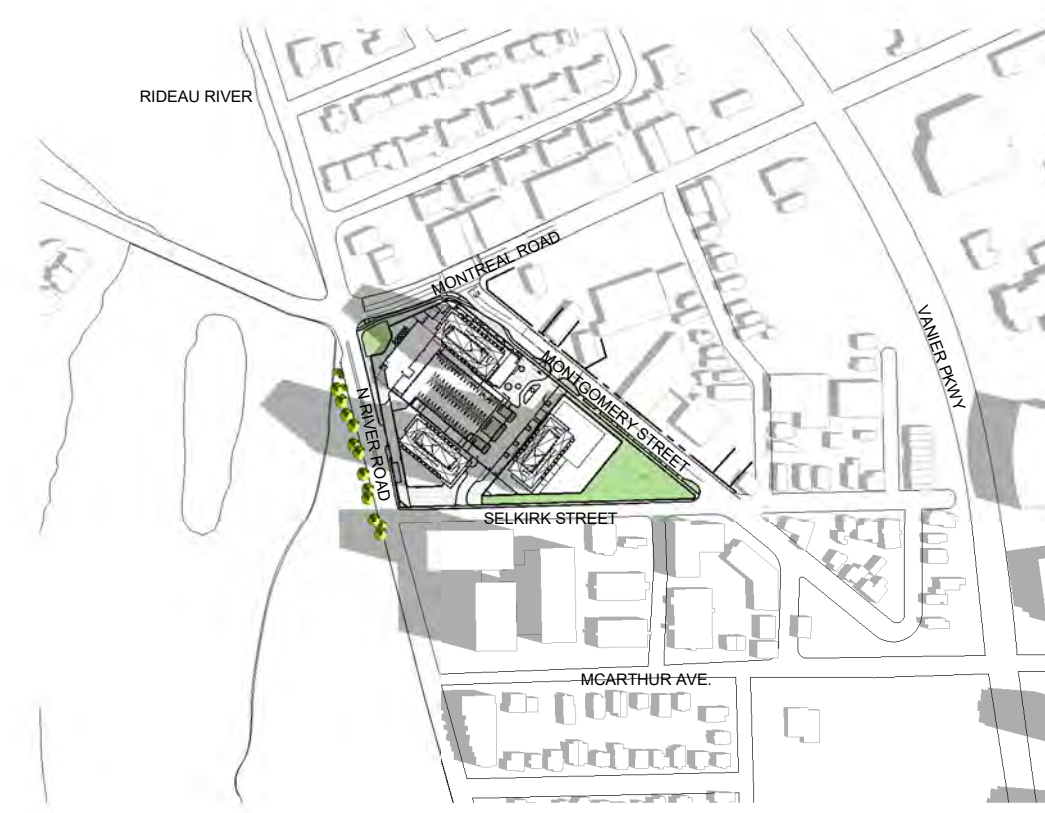 RIDEAU RIVER
MONTREAL ROAD
VANIER PKWY
MONTGOMERY STREET
N.RIVER ROAD
SELKIRK STREET
MCARTHUR AVE.